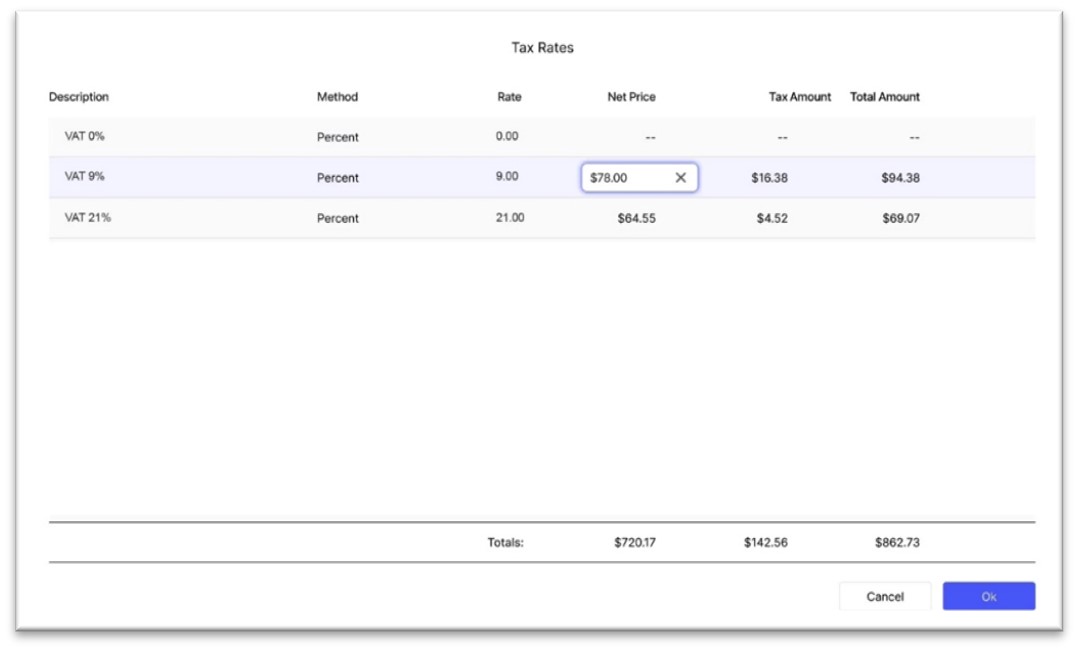 Tax Rates
Description Method Rate Net Price Tax Amount Total Amount
VAT 0% Percent 0.00 -- -- --
VAT 9% Percent 9.00 $78.00 $16.38 $94.38
VAT 21% Percent 21.00 $64.55 $4.52 $69.07
Totals: $720.17 $142.56 $862.73
Cancel Ok